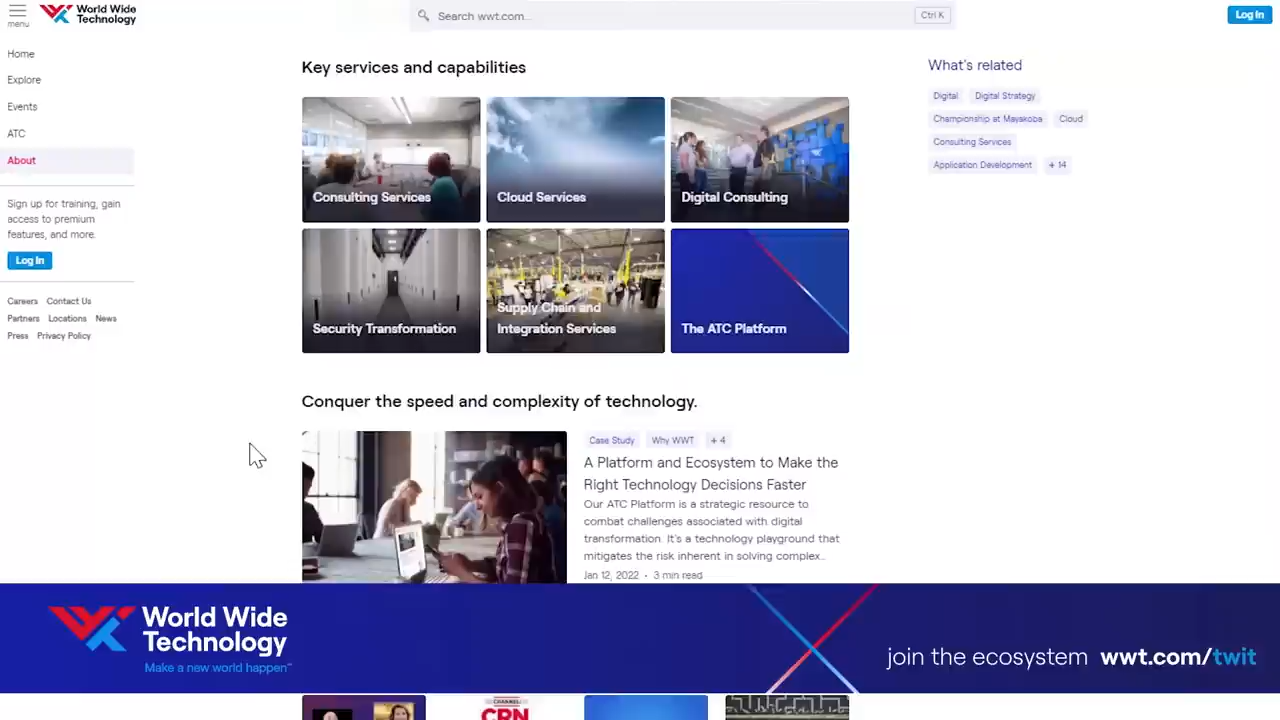 menu
World Wide
Technology
Search wwt.com...
Ctrl K
Log In
Home
Explore
Events
ATC
About
Sign up for training, gain
access to premium
features, and more.
Log In
Careers Contact Us
Partners Locations News
Press Privacy Policy
Key services and capabilities
Consulting Services
Cloud Services
Digital Consulting
Security Transformation
Supply Chain and
Integration Services
The ATC Platform
What's related
Digital Digital Strategy
Championship at Mayakoba Cloud
Consulting Services
Application Development + 14
Conquer the speed and complexity of technology.
Case Study Why WWT + 4
A Platform and Ecosystem to Make the
Right Technology Decisions Faster
Our ATC Platform is a strategic resource to
combat challenges associated with digital
transformation. It's a technology playground that
mitigates the risk inherent in solving complex...
Jan 12, 2022 • 3 min read
World Wide
Technology
Make a new world happen℠
join the ecosystem wwt.com/twit
CHANNEL
CRN